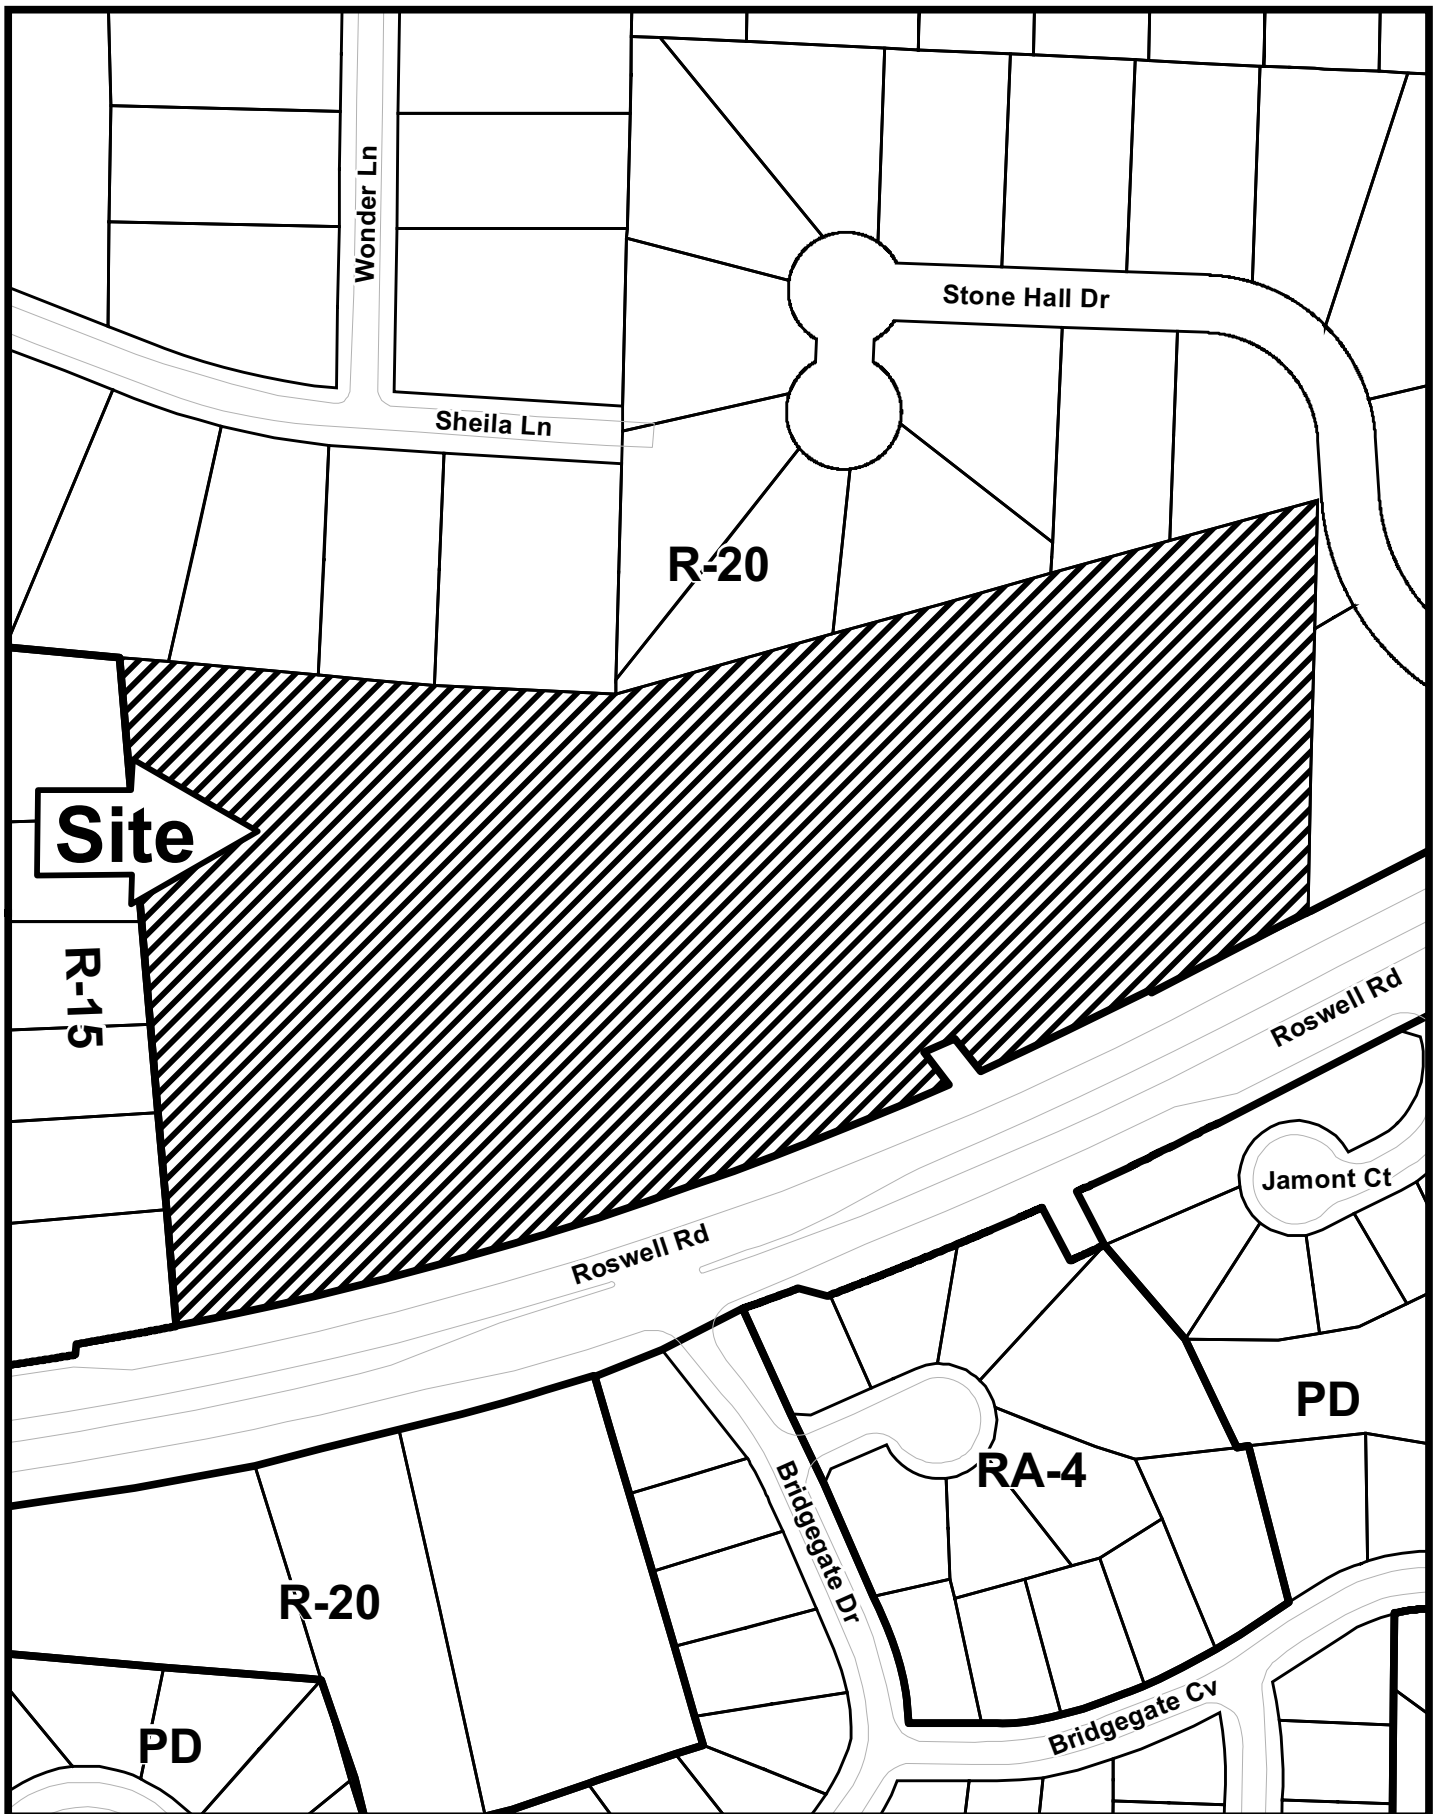 Wonder Ln
Stone Hall Dr
Sheila Ln
R-20
Site
R-15
Roswell Rd
Jamont Ct
Roswell Rd
PD
RA-4
Bridgegate Dr
R-20
Bridgegate Cv
PD